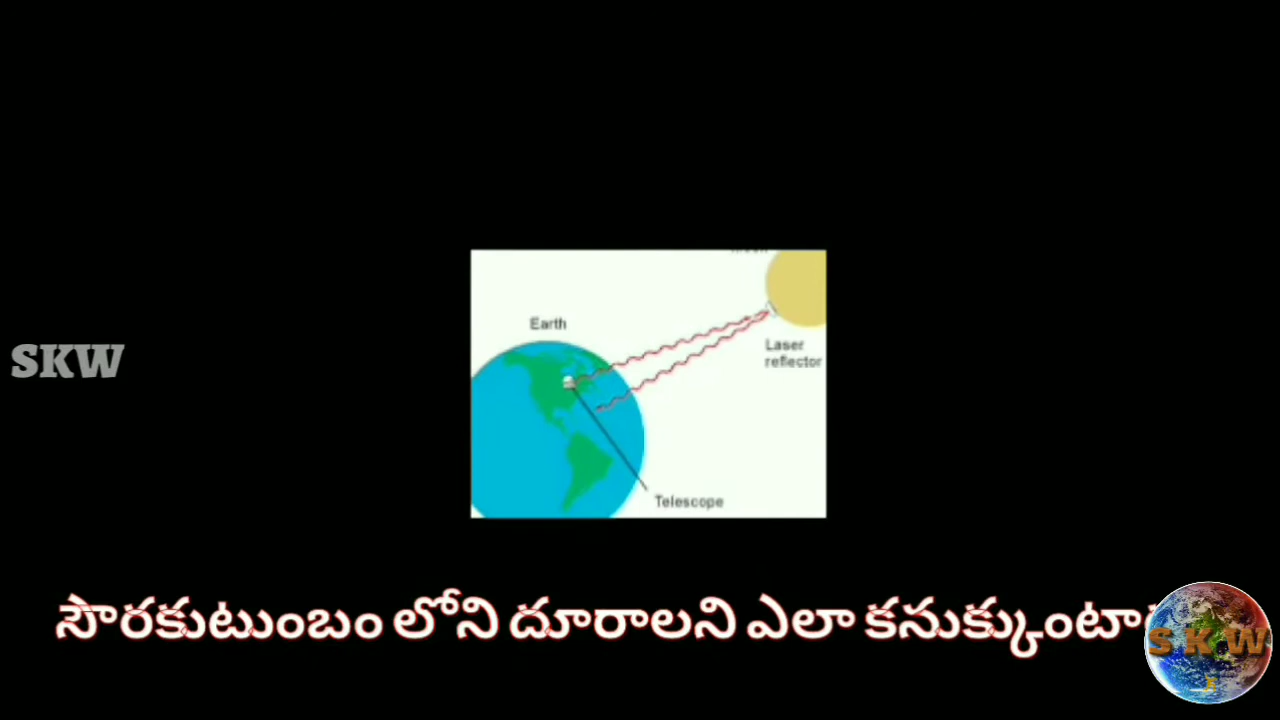 Earth
SKW
Laser
reflector
Telescope
సౌరకుటుంబం లోని దూరాలని ఎలా కనుక్కుంటా
S K W